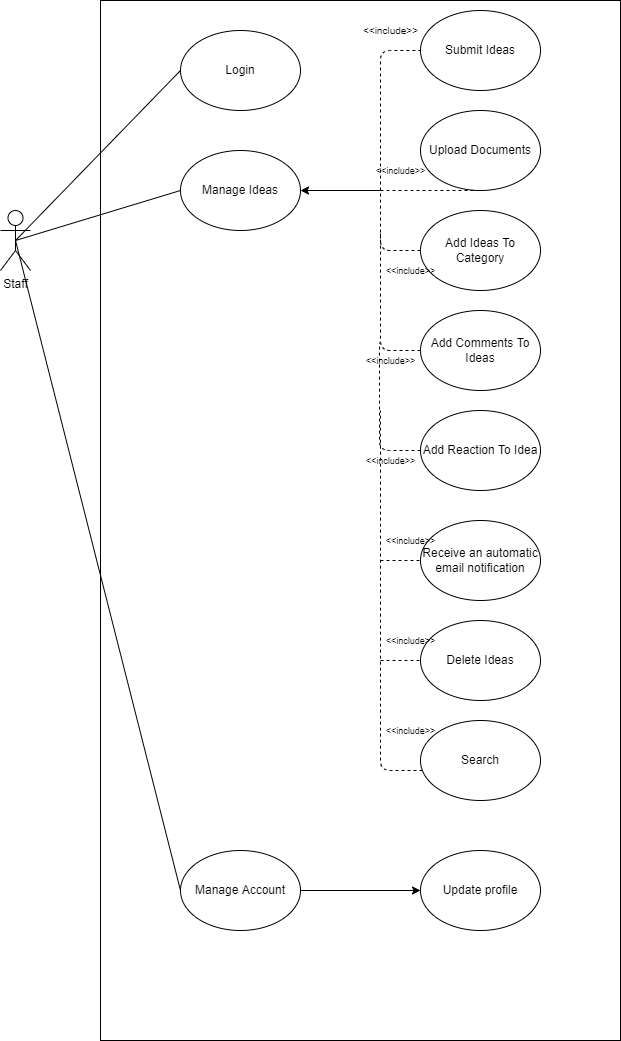 <<include>>
Submit Ideas
Login
Upload Documents
<<include>>
Manage Ideas
Add Ideas To
Category
<<include>>
Staff
Add Comments To
Ideas
<<include>>
Add Reaction To Idea
<<include>>
<<include>>
Receive an automatic
email notification
<<include>>
Delete Ideas
<<include>>
Search
Manage Account
Update profile